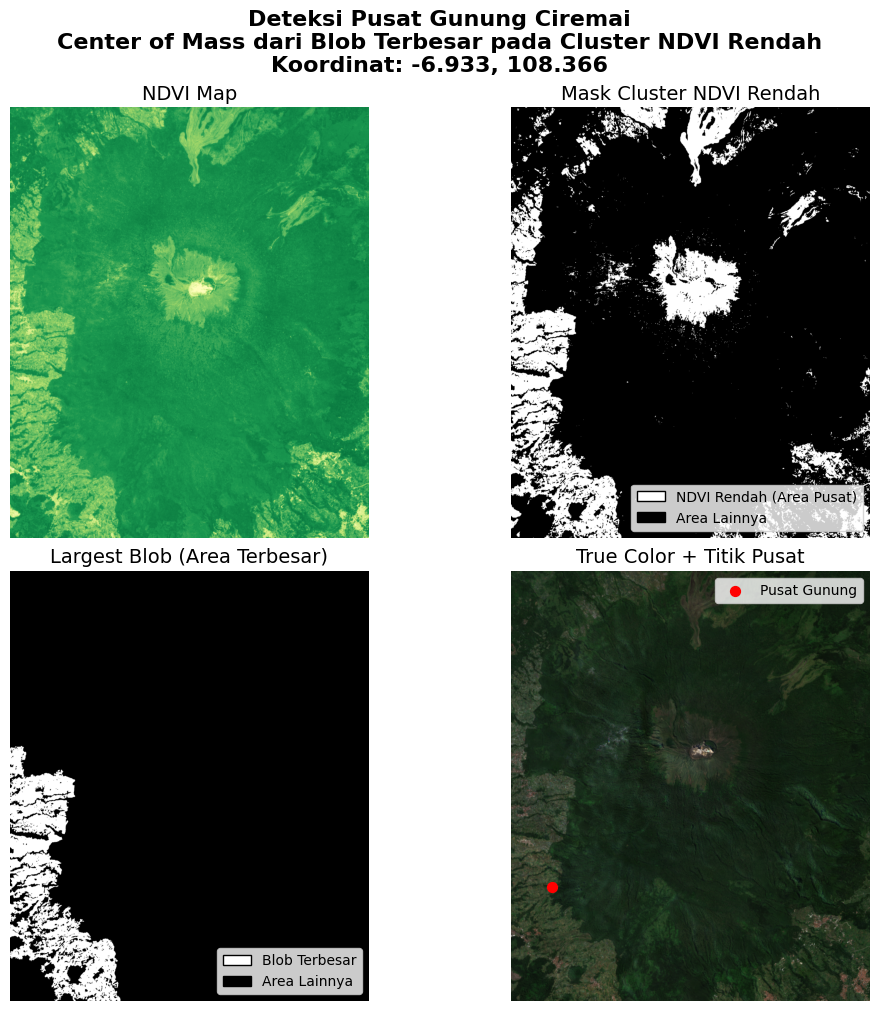 Deteksi Pusat Gunung Ciremai
Center of Mass dari Blob Terbesar pada Cluster NDVI Rendah
Koordinat: -6.933, 108.366
NDVI Map
Mask Cluster NDVI Rendah
NDVI Rendah (Area Pusat)
Area Lainnya
Largest Blob (Area Terbesar)
True Color + Titik Pusat
Blob Terbesar
Area Lainnya
Pusat Gunung